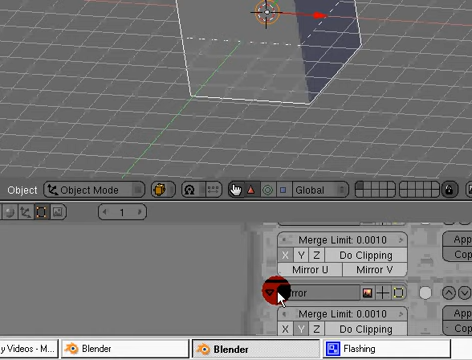 Object Object Mode Global
1
Merge Limit: 0.0010 App
X Y Z Do Clipping Cop
Mirror U Mirror V
rror
Merge Limit: 0.0010 App
X Y Z Do Clipping Cop
y Videos - M... Blender Blender Flashing